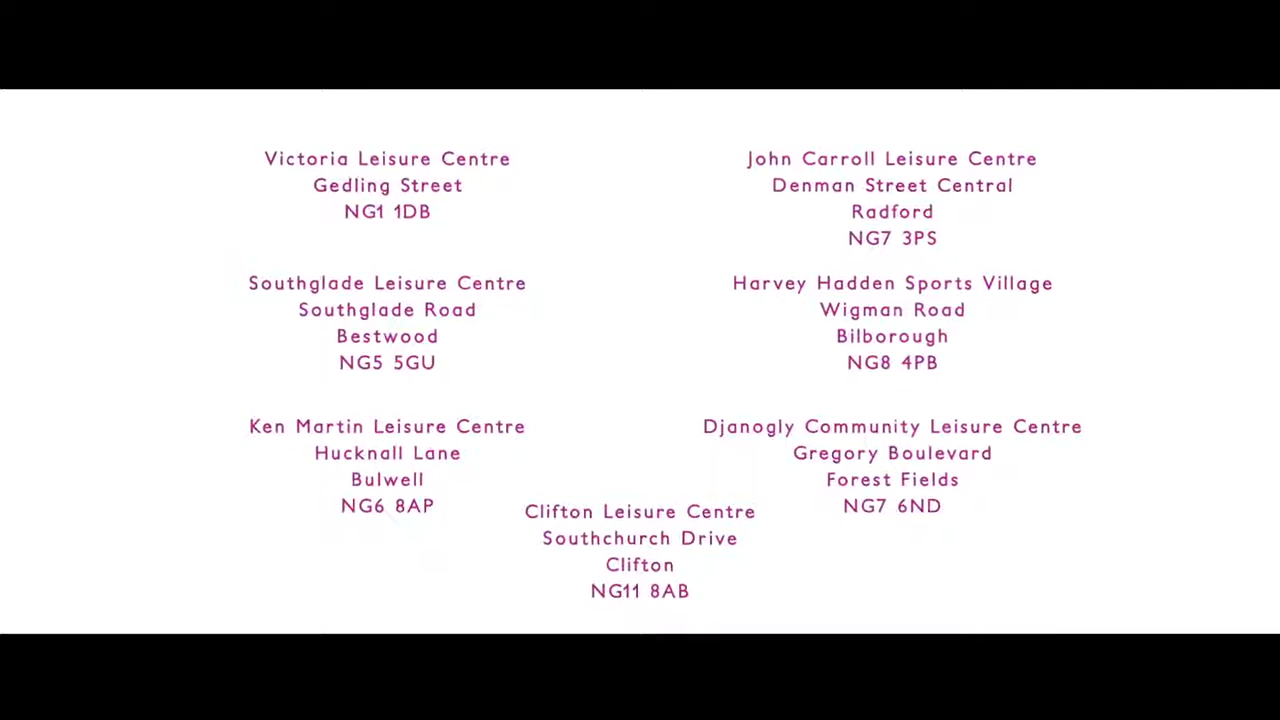 Victoria Leisure Centre
Gedling Street
NG1 1DB
John Carroll Leisure Centre
Denman Street Central
Radford
NG7 3PS
Southglade Leisure Centre
Southglade Road
Bestwood
NG5 5GU
Harvey Hadden Sports Village
Wigman Road
Bilborough
NG8 4PB
Ken Martin Leisure Centre
Hucknall Lane
Bulwell
NG6 8AP
Djanogly Community Leisure Centre
Gregory Boulevard
Forest Fields
NG7 6ND
Clifton Leisure Centre
Southchurch Drive
Clifton
NG11 8AB